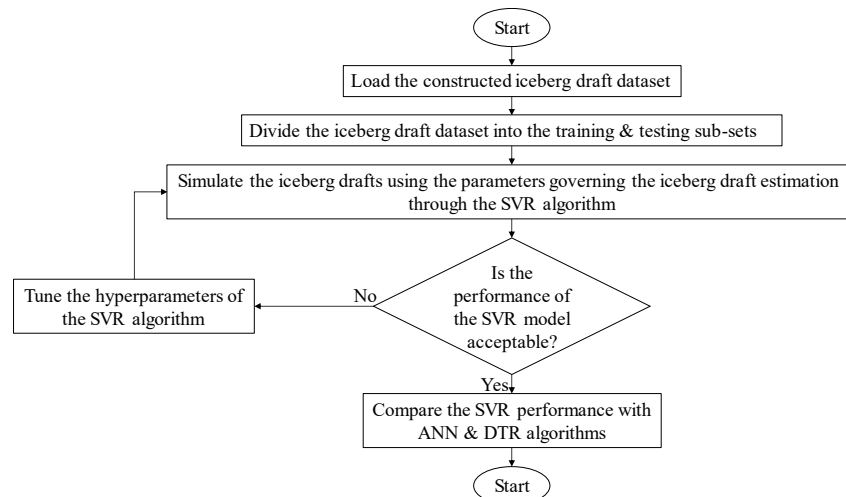 Start
Load the constructed iceberg draft dataset
Divide the iceberg draft dataset into the training & testing sub-sets
Simulate the iceberg drafts using the parameters governing the iceberg draft estimation
through the SVR algorithm
Is the
performance of
the SVR model
acceptable?
No
Tune the hyperparameters of
the SVR algorithm
Yes
Compare the SVR performance with
ANN & DTR algorithms
Start